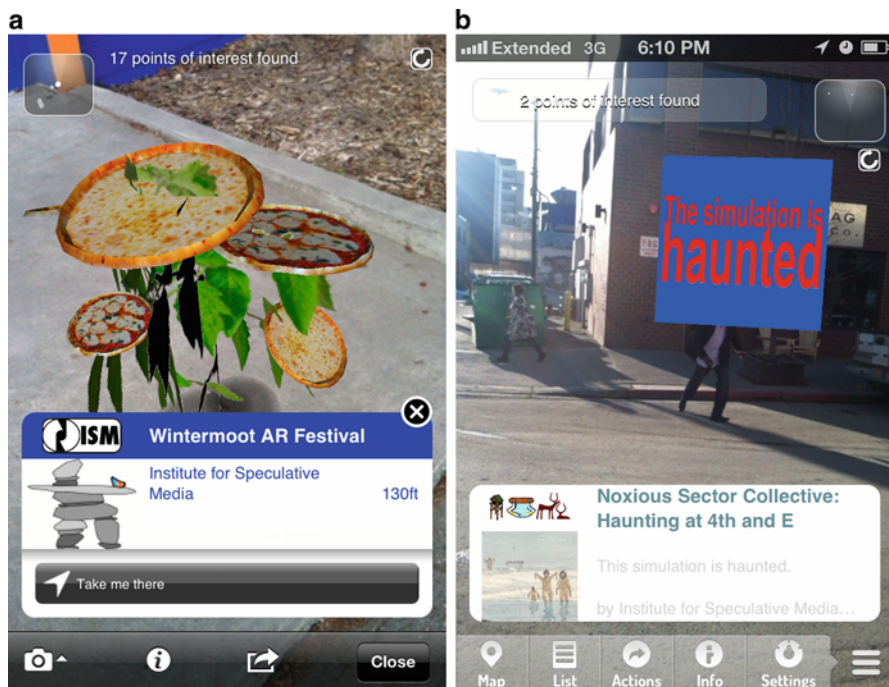 a
17 points of interest found
ISM
Wintermoot AR Festival
Institute for Speculative
Media
130ft
Take me there
Close
b
Extended 3G 6:10 PM
2 points of interest found
The simulation is
haunted
AG
Co.
Noxious Sector Collective:
Haunting at 4th and E
This simulation is haunted.
by Institute for Speculative Media...
Map
List
Actions
Info
Settings